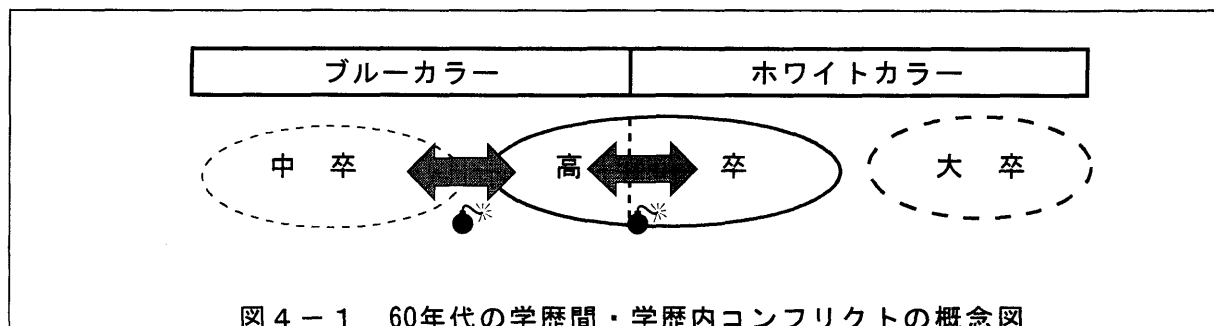 ブルーカラー ホワイトカラー
中 卒 高 卒 大 卒
図4-1 60年代の学歴間・学歴内コンフリクトの概念図